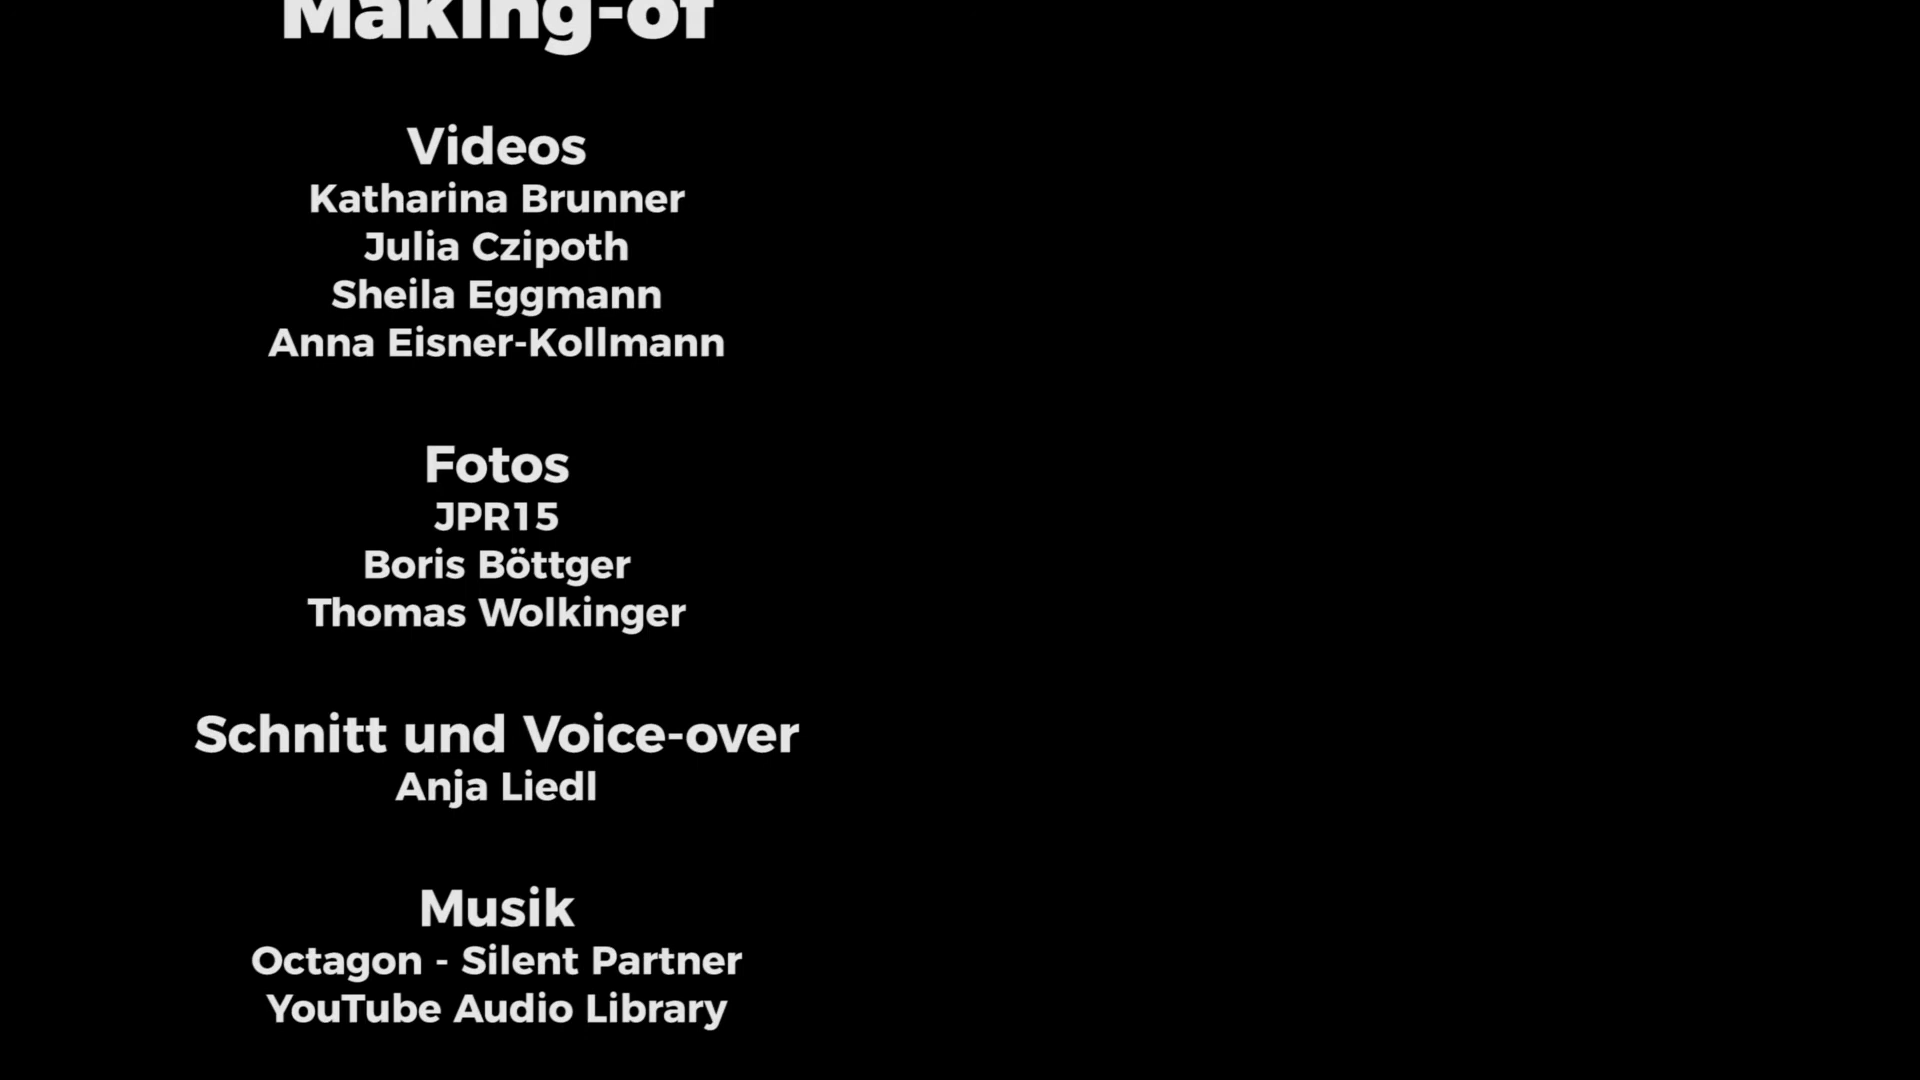 Making-of
Videos
Katharina Brunner
Julia Czipoth
Sheila Eggmann
Anna Eisner-Kollmann
Fotos
JPR15
Boris Böttger
Thomas Wolkinger
Schnitt und Voice-over
Anja Liedl
Musik
Octagon - Silent Partner
YouTube Audio Library